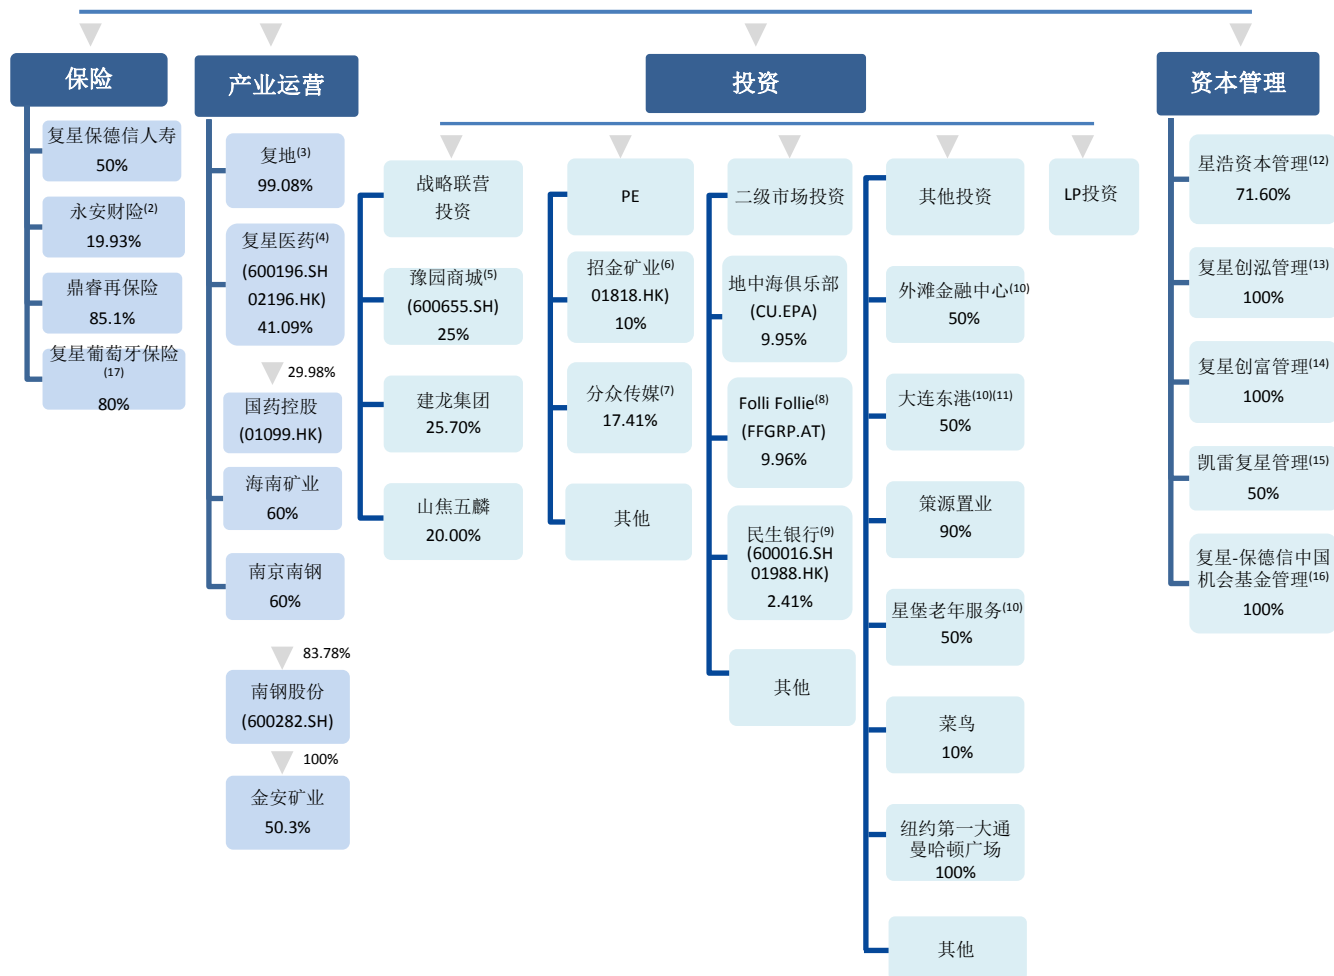 保险
复星保德信人寿
50%
永安财险(2)
19.93%
鼎睿再保险
85.1%
复星葡萄牙保险
(17)
80%
产业运营
复地(3)
99.08%
复星医药(4)
(600196.SH
02196.HK)
41.09%
29.98%
国药控股
(01099.HK)
海南矿业
60%
南京南钢
60%
83.78%
南钢股份
(600282.SH)
100%
金安矿业
50.3%
投资
战略联营
投资
豫园商城(5)
(600655.SH)
25%
建龙集团
25.70%
山焦五麟
20.00%
PE
招金矿业(6)
01818.HK)
10%
分众传媒(7)
17.41%
其他
二级市场投资
地中海俱乐部
(CU.EPA)
9.95%
Folli Follie(8)
(FFGRP.AT)
9.96%
民生银行(9)
(600016.SH
01988.HK)
2.41%
其他
其他投资
外滩金融中心(10)
50%
大连东港(10)(11)
50%
策源置业
90%
星堡老年服务(10)
50%
菜鸟
10%
纽约第一大通
曼哈顿广场
100%
其他
LP投资
资本管理
星浩资本管理(12)
71.60%
复星创泓管理(13)
100%
复星创富管理(14)
100%
凯雷复星管理(15)
50%
复星-保德信中国
机会基金管理(16)
100%